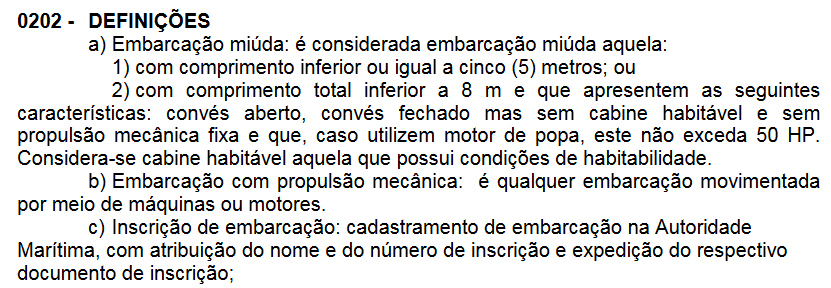 0202 - DEFINIÇÕES
a) Embarcação miúda: é considerada embarcação miúda aquela:
1) com comprimento inferior ou igual a cinco (5) metros; ou
2) com comprimento total inferior a 8 m e que apresentem as seguintes
características: convés aberto, convés fechado mas sem cabine habitável e sem
propulsão mecânica fixa e que, caso utilizem motor de popa, este não exceda 50 HP.
Considera-se cabine habitável aquela que possui condições de habitabilidade.
b) Embarcação com propulsão mecânica: é qualquer embarcação movimentada
por meio de máquinas ou motores.
c) Inscrição de embarcação: cadastramento de embarcação na Autoridade
Marítima, com atribuição do nome e do número de inscrição e expedição do respectivo
documento de inscrição;